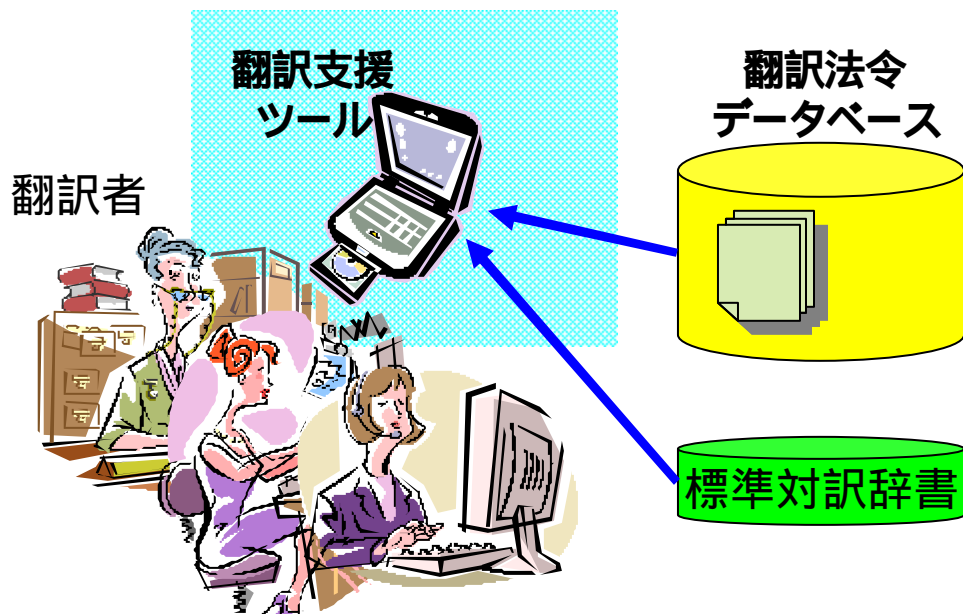 翻訳支援
ツール
翻訳法令
データベース
翻訳者
標準対訳辞書